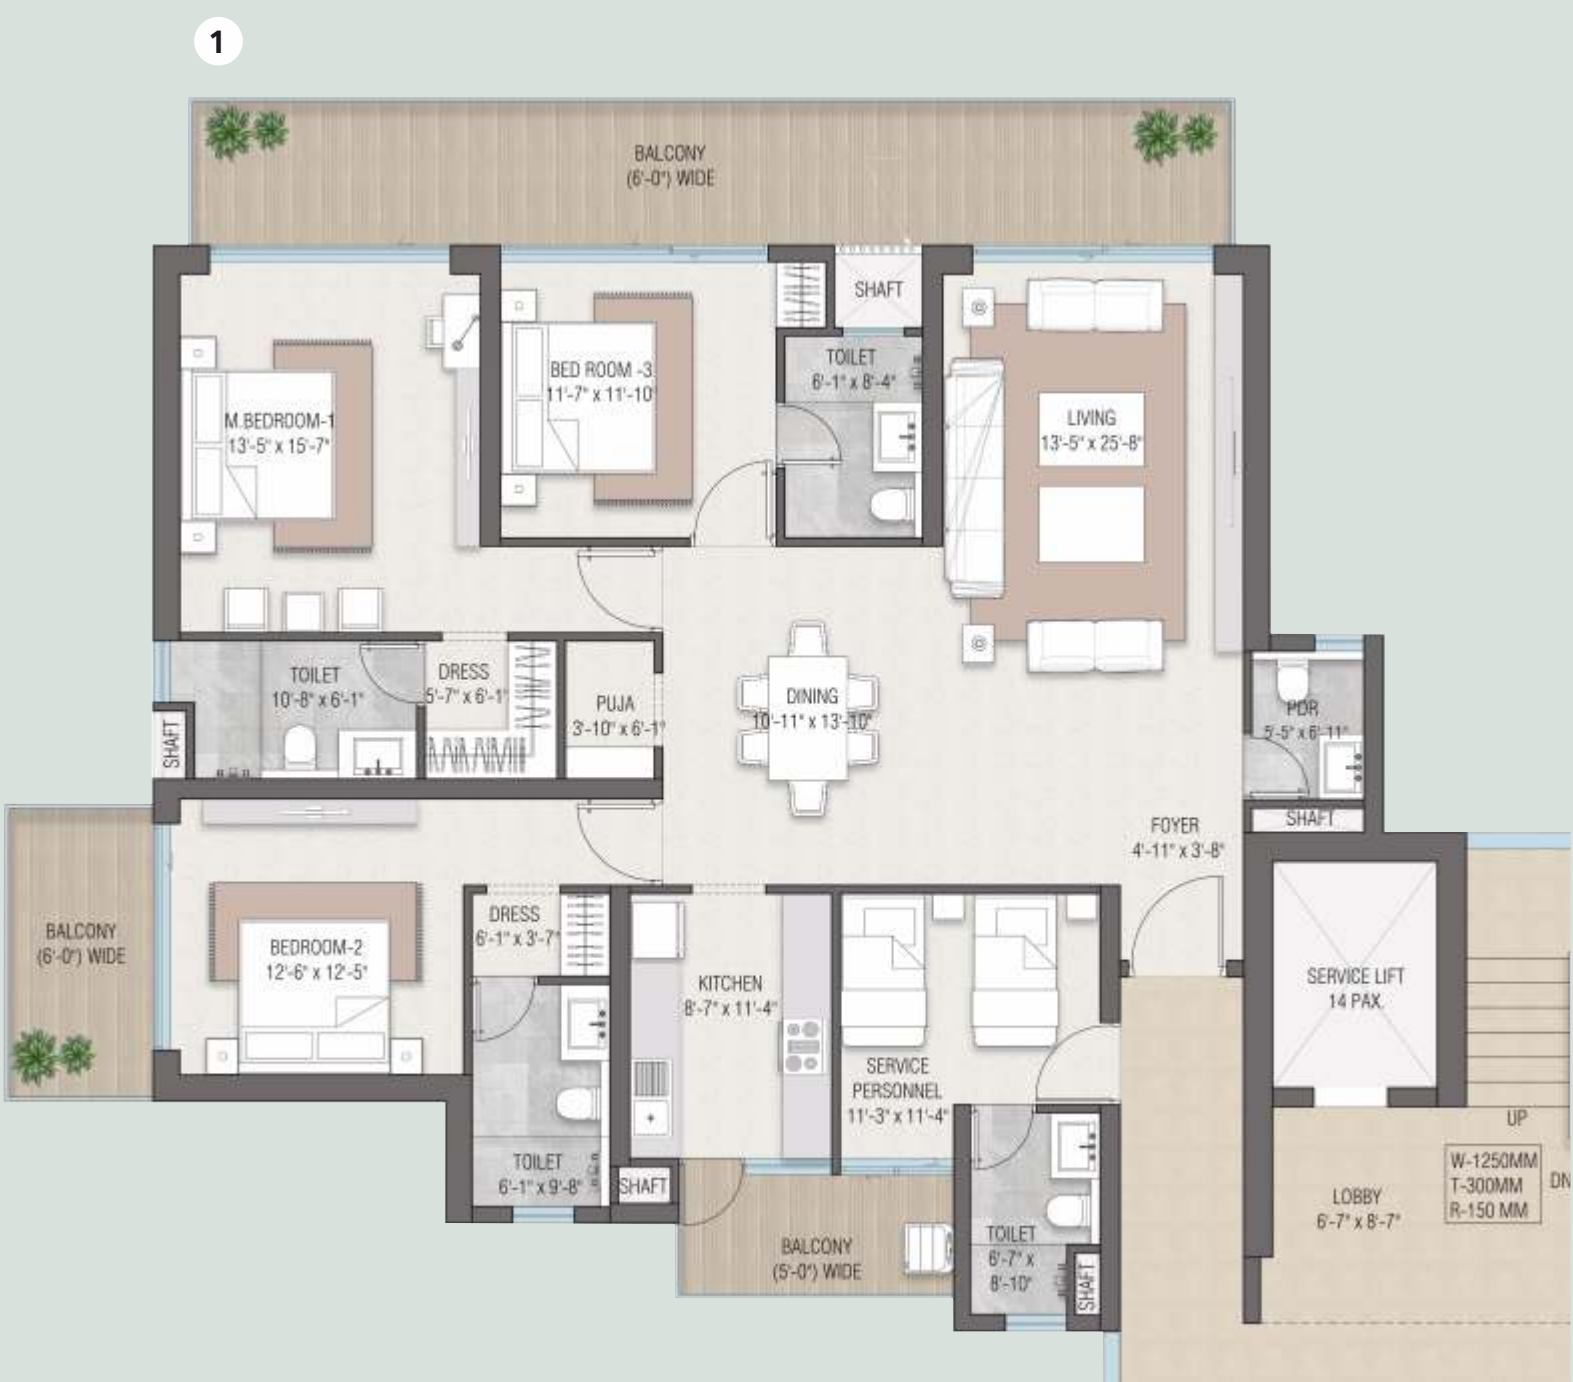 1
BALCONY
(6'-0") WIDE
SHAFT
TOILET
6'-1" x 8'-4"
BED ROOM -3
11'-7" x 11'-10"
M.BEDROOM-1
13'-5" x 15'-7"
LIVING
13'-5" x 25'-8"
TOILET
10'-8" x 6'-1"
DRESS
5'-7" x 6'-1"
PUJA
3'-10" x 6'-1"
DINING
10'-11" x 13'-10"
PDR
5'-5" x 6'-11"
SHAFT
SHAFT
FOYER
4'-11" x 3'-8"
BALCONY
(6'-0") WIDE
BEDROOM-2
12'-6" x 12'-5"
DRESS
6'-1" x 3'-7"
KITCHEN
8'-7" x 11'-4"
SERVICE LIFT
14 PAX.
SERVICE
PERSONNEL
11'-3" x 11'-4"
UP
W-1250MM
T-300MM
R-150 MM
DN
TOILET
6'-1" x 9'-8"
SHAFT
LOBBY
6'-7" x 8'-7"
BALCONY
(5'-0") WIDE
TOILET
6'-7" x
8'-10"
SHAFT